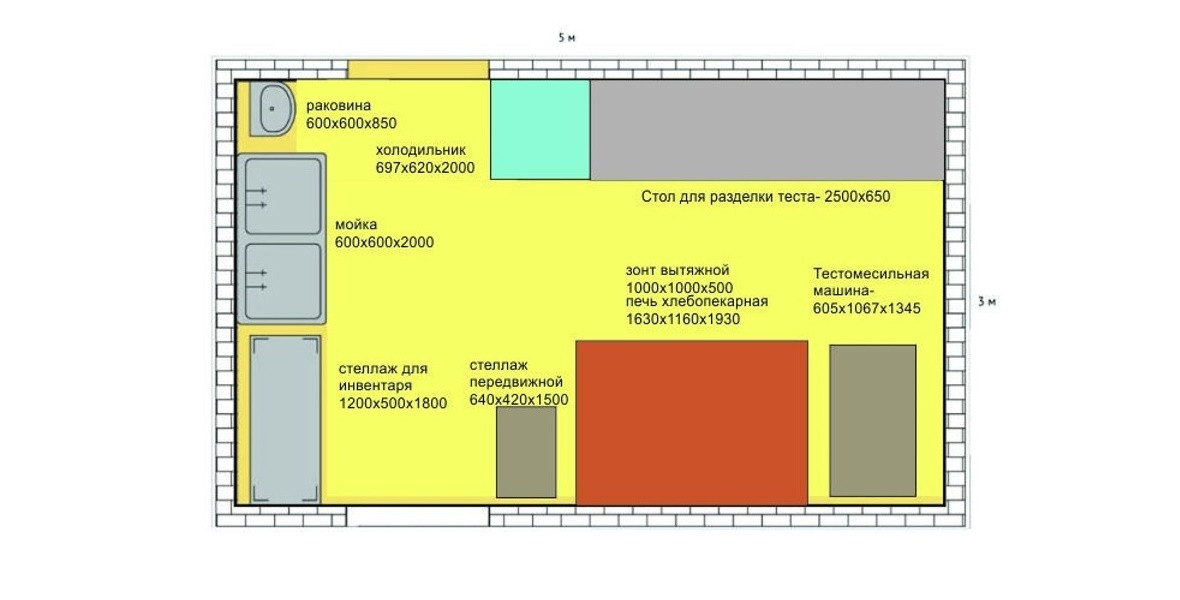 5 м
раковина
600х600х850
холодильник
697х620х2000
Стол для разделки теста- 2500х650
мойка
600х600х2000
зонт вытяжной
1000х1000х500
печь хлебопекарная
1630х1160х1930
Тестомесильная
машина-
605х1067х1345
3 м
стеллаж для
инвентаря
1200х500х1800
стеллаж
передвижной
640х420х1500